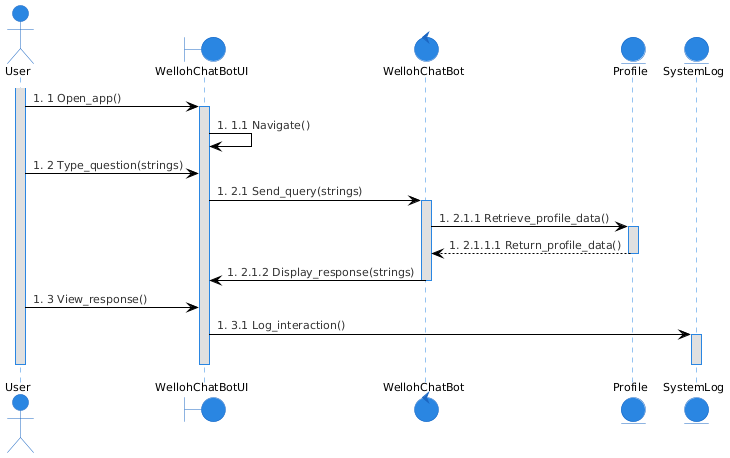 User
WellohChatBotUI
WellohChatBot
Profile
SystemLog
1. 1 Open_app()
1. 1.1 Navigate()
1. 2 Type_question(strings)
1. 2.1 Send_query(strings)
1. 2.1.1 Retrieve_profile_data()
1. 2.1.1.1 Return_profile_data()
1. 2.1.2 Display_response(strings)
1. 3 View_response()
1. 3.1 Log_interaction()
User
WellohChatBotUI
WellohChatBot
Profile
SystemLog